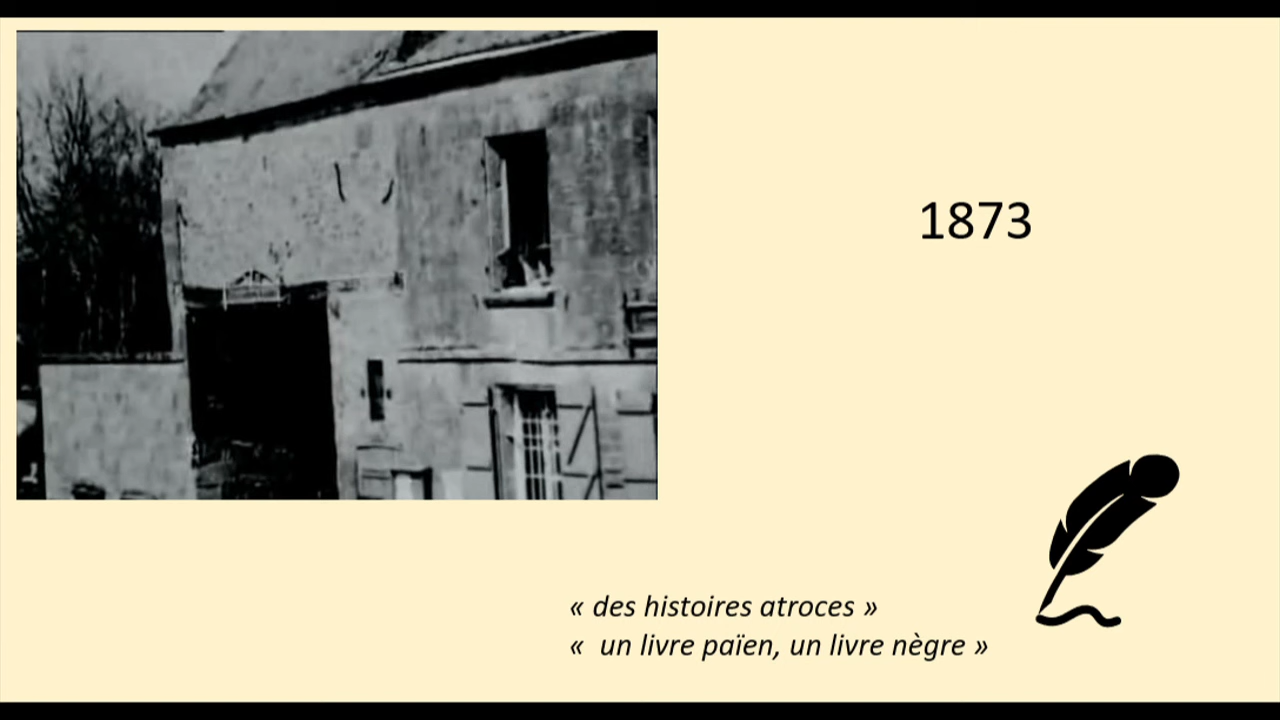 1873
« des histoires atroces »
«  un livre païen, un livre nègre »